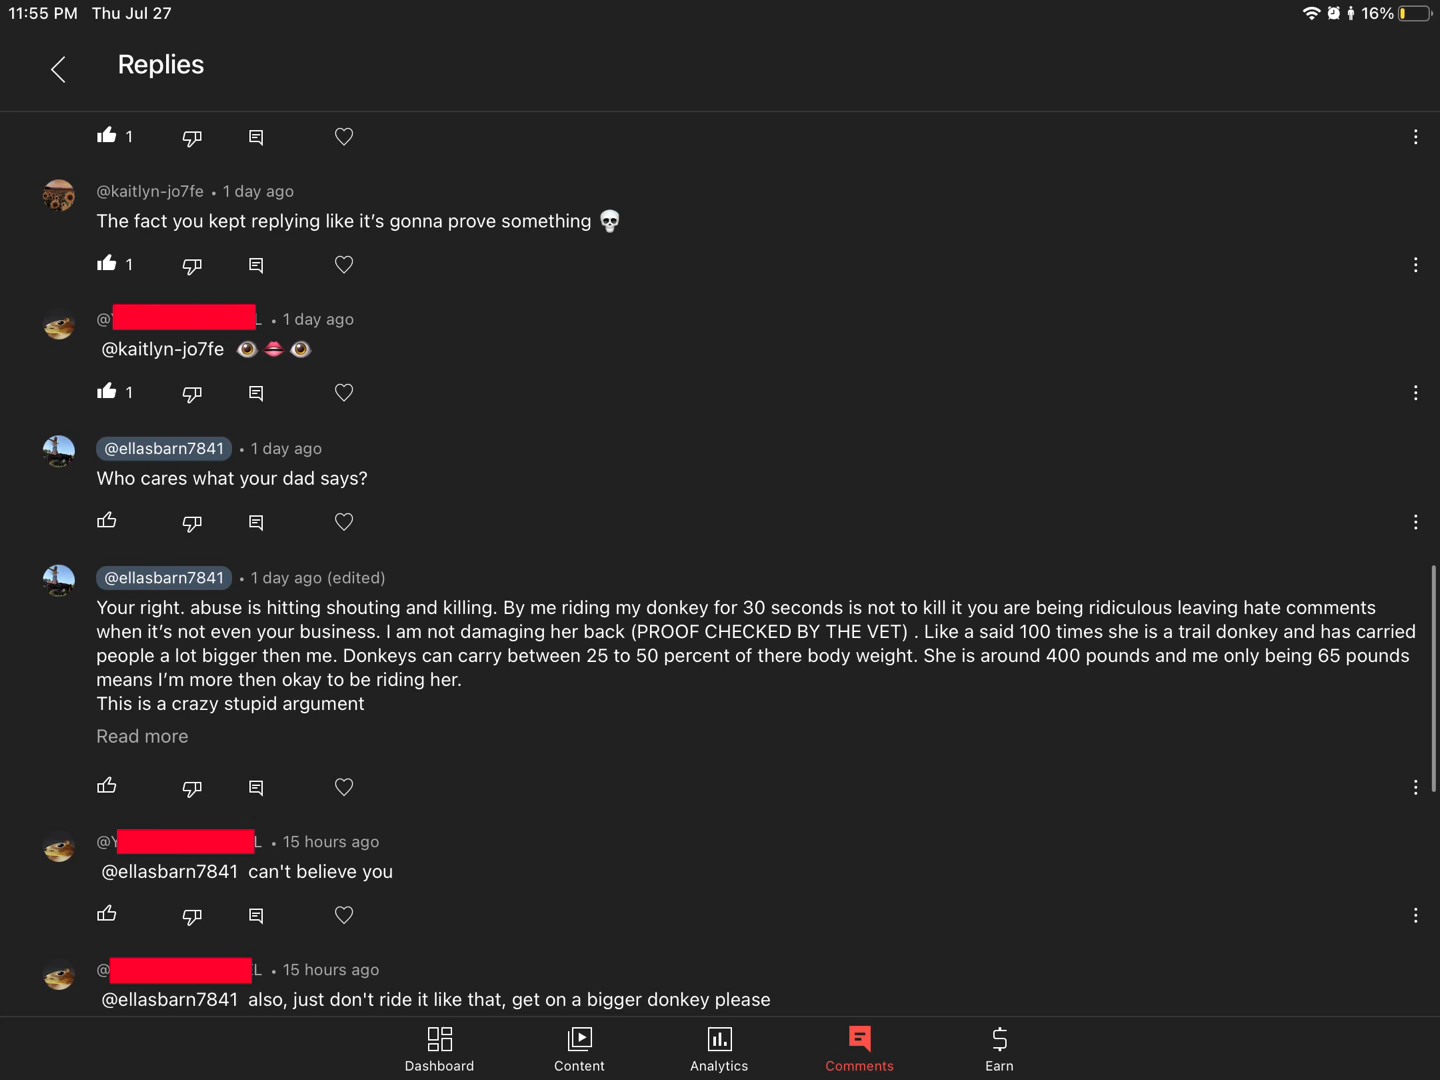 11:55 PM Thu Jul 27
16%
Replies
1
@kaitlyn-jo7fe • 1 day ago
The fact you kept replying like it’s gonna prove something 💀
1
@ L • 1 day ago
@kaitlyn-jo7fe 👁️👄👁️
1
@ellasbarn7841 • 1 day ago
Who cares what your dad says?
@ellasbarn7841 • 1 day ago (edited)
Your right. abuse is hitting shouting and killing. By me riding my donkey for 30 seconds is not to kill it you are being ridiculous leaving hate comments
when it’s not even your business. I am not damaging her back (PROOF CHECKED BY THE VET) . Like a said 100 times she is a trail donkey and has carried
people a lot bigger then me. Donkeys can carry between 25 to 50 percent of there body weight. She is around 400 pounds and me only being 65 pounds
means I’m more then okay to be riding her.
This is a crazy stupid argument
Read more
@Y L • 15 hours ago
@ellasbarn7841 can't believe you
@ L • 15 hours ago
@ellasbarn7841 also, just don't ride it like that, get on a bigger donkey please
Dashboard
Content
Analytics
Comments
Earn